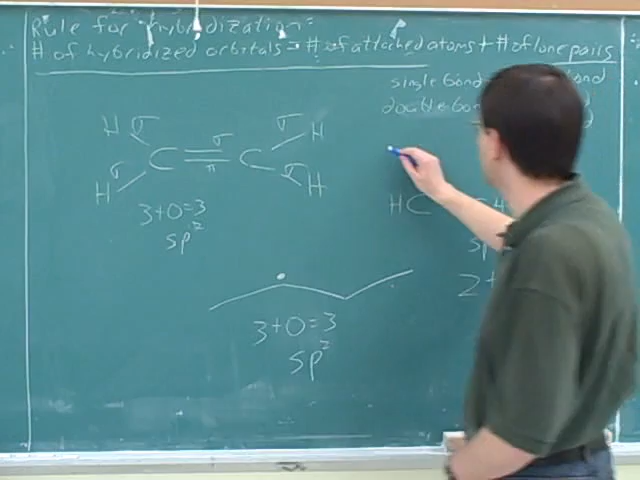 Rule for hybridization:
# of hybridized orbitals = # of attached atoms + # of lone pairs
single bond
double bon
H σ σ σ H
C C
H σ π σ H
3+0=3
sp²
HC
sp
2+
3+0=3
sp²